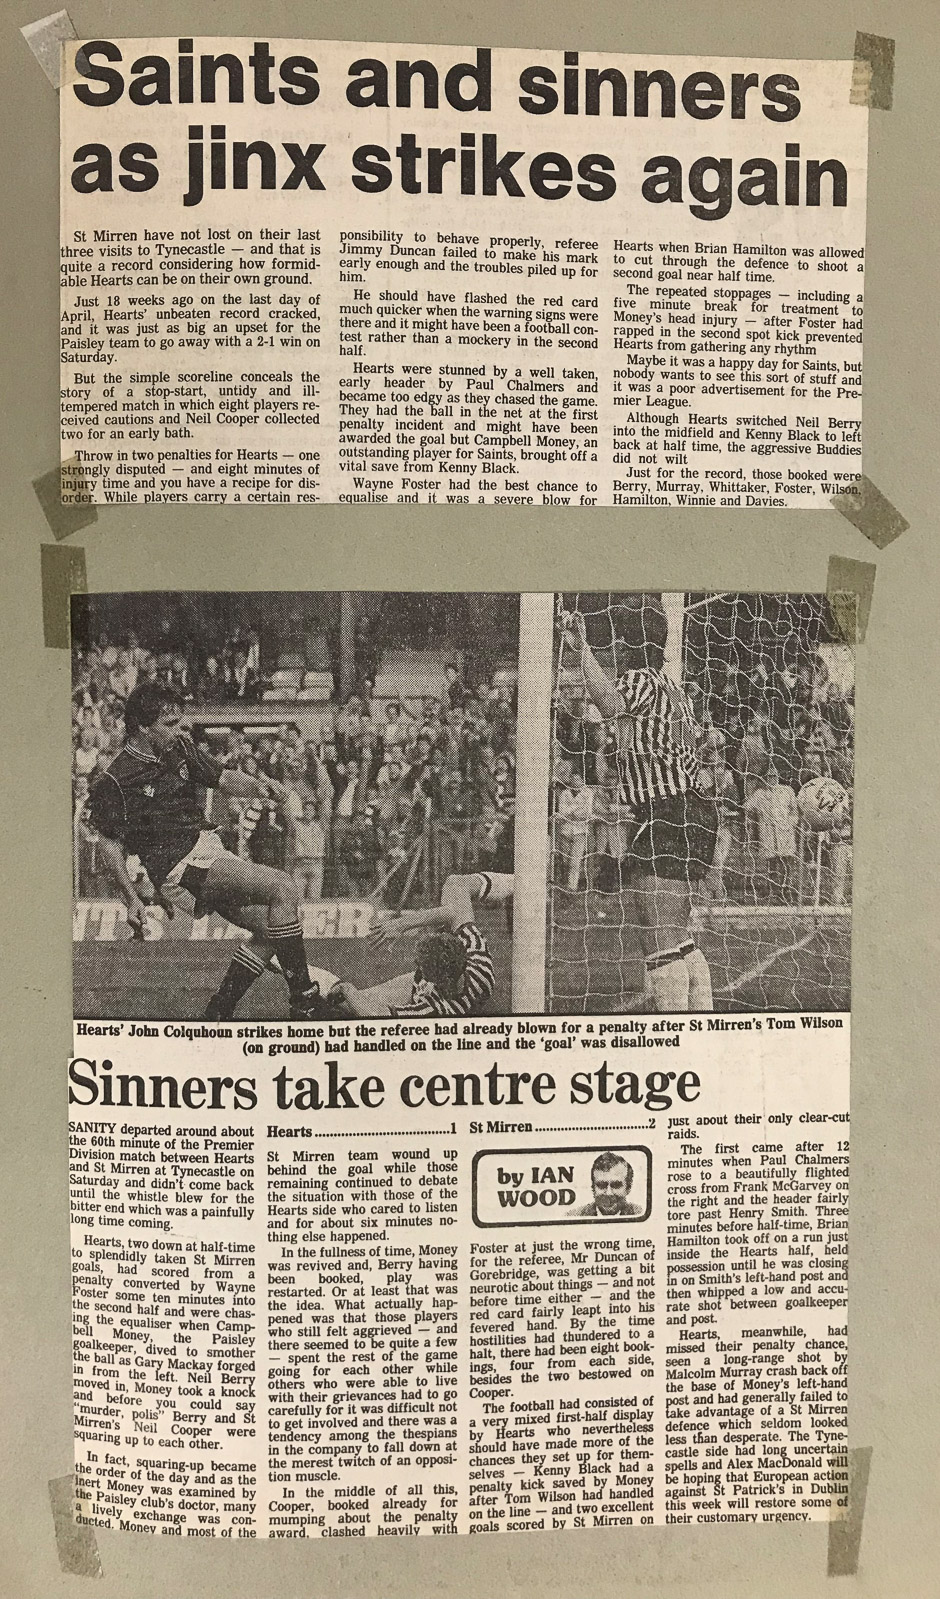 Saints and sinners
as jinx strikes again
St Mirren have not lost on their last
three visits to Tynecastle — and that is
quite a record considering how formid-
able Hearts can be on their own ground.
Just 18 weeks ago on the last day of
April, Hearts' unbeaten record cracked,
and it was just as big an upset for the
Paisley team to go away with a 2-1 win on
Saturday.
But the simple scoreline conceals the
story of a stop-start, untidy and ill-
tempered match in which eight players re-
ceived cautions and Neil Cooper collected
two for an early bath.
Throw in two penalties for Hearts — one
strongly disputed — and eight minutes of
injury time and you have a recipe for dis-
order. While players carry a certain res-
ponsibility to behave properly, referee
Jimmy Duncan failed to make his mark
early enough and the troubles piled up for
him.
He should have flashed the red card
much quicker when the warning signs were
there and it might have been a football con-
test rather than a mockery in the second
half.
Hearts were stunned by a well taken,
early header by Paul Chalmers and
became too edgy as they chased the game.
They had the ball in the net at the first
penalty incident and might have been
awarded the goal but Campbell Money, an
outstanding player for Saints, brought off a
vital save from Kenny Black.
Wayne Foster had the best chance to
equalise and it was a severe blow for
Hearts when Brian Hamilton was allowed
to cut through the defence to shoot a
second goal near half time.
The repeated stoppages — including a
five minute break for treatment to
Money's head injury — after Foster had
rapped in the second spot kick prevented
Hearts from gathering any rhythm
Maybe it was a happy day for Saints, but
nobody wants to see this sort of stuff and
it was a poor advertisement for the Pre-
mier League.
Although Hearts switched Neil Berry
into the midfield and Kenny Black to left
back at half time, the aggressive Buddies
did not wilt
Just for the record, those booked were
Berry, Murray, Whittaker, Foster, Wilson,
Hamilton, Winnie and Davies.
Hearts' John Colquhoun strikes home but the referee had already blown for a penalty after St Mirren's Tom Wilson
(on ground) had handled on the line and the 'goal' was disallowed
Sinners take centre stage
SANITY departed around about
the 60th minute of the Premier
Division match between Hearts
and St Mirren at Tynecastle on
Saturday and didn't come back
until the whistle blew for the
bitter end which was a painfully
long time coming.
Hearts, two down at half-time
to splendidly taken St Mirren
goals, had scored from a
penalty converted by Wayne
Foster some ten minutes into
the second half and were chas-
ing the equaliser when Camp-
bell Money, the Paisley
goalkeeper, dived to smother
the ball as Gary Mackay forged
in from the left. Neil Berry
moved in, Money took a knock
and before you could say
"murder, polis" Berry and St
Mirren's Neil Cooper were
squaring up to each other.
In fact, squaring-up became
the order of the day and as the
inert Money was examined by
the Paisley club's doctor, many
a lively exchange was con-
ducted. Money and most of the
Hearts ............................................1
St Mirren team wound up
behind the goal while those
remaining continued to debate
the situation with those of the
Hearts side who cared to listen
and for about six minutes no-
thing else happened.
In the fullness of time, Money
was revived and, Berry having
been booked, play was
restarted. Or at least that was
the idea. What actually hap-
pened was that those players
who still felt aggrieved — and
there seemed to be quite a few
— spent the rest of the game
going for each other while
others who were able to live
with their grievances had to go
carefully for it was difficult not
to get involved and there was a
tendency among the thespians
in the company to fall down at
the merest twitch of an opposi-
tion muscle.
In the middle of all this,
Cooper, booked already for
mumping about the penalty
award, clashed heavily with
St Mirren .....................................2
by IAN
WOOD
Foster at just the wrong time,
for the referee, Mr Duncan of
Gorebridge, was getting a bit
neurotic about things — and not
before time either — and the
red card fairly leapt into his
fevered hand. By the time
hostilities had thundered to a
halt, there had been eight book-
ings, four from each side,
besides the two bestowed on
Cooper.
The football had consisted of
a very mixed first-half display
by Hearts who nevertheless
should have made more of the
chances they set up for them-
selves — Kenny Black had a
penalty kick saved by Money
after Tom Wilson had handled
on the line — and two excellent
goals scored by St Mirren on
just about their only clear-cut
raids.
The first came after 12
minutes when Paul Chalmers
rose to a beautifully flighted
cross from Frank McGarvey on
the right and the header fairly
tore past Henry Smith. Three
minutes before half-time, Brian
Hamilton took off on a run just
inside the Hearts half, held
possession until he was closing
in on Smith's left-hand post and
then whipped a low and accu-
rate shot between goalkeeper
and post.
Hearts, meanwhile, had
missed their penalty chance,
seen a long-range shot by
Malcolm Murray crash back off
the base of Money's left-hand
post and had generally failed to
take advantage of a St Mirren
defence which seldom looked
less than desperate. The Tyne-
castle side had long uncertain
spells and Alex MacDonald will
be hoping that European action
against St Patrick's in Dublin
this week will restore some of
their customary urgency.